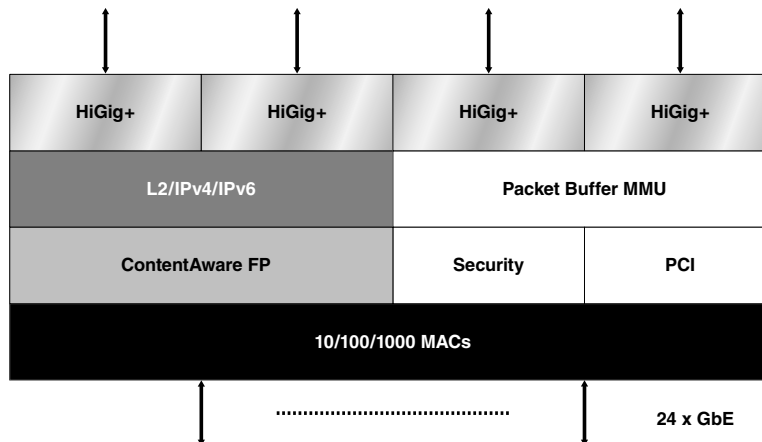 HiGig+ HiGig+ HiGig+ HiGig+
L2/IPv4/IPv6 Packet Buffer MMU
ContentAware FP Security PCI
10/100/1000 MACs
24 x GbE